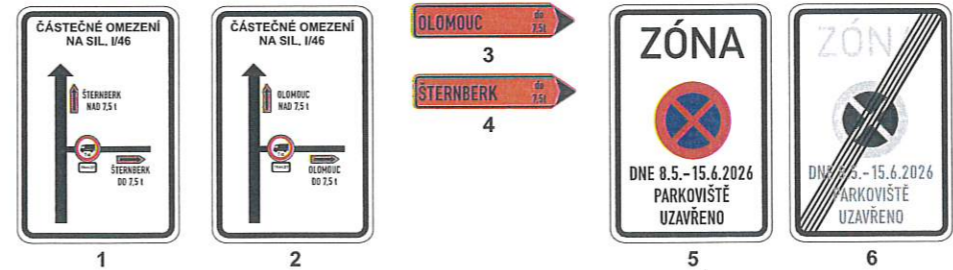 ČÁSTEČNÉ OMEZENÍ
NA SIL. I/46
ŠTERNBERK
NAD 7,5 t
ŠTERNBERK
DO 7,5 t
1
ČÁSTEČNÉ OMEZENÍ
NA SIL. I/46
OLOMOUC
NAD 7,5 t
OLOMOUC
DO 7,5 t
2
OLOMOUC do 7,5t
3
ŠTERNBERK do 7,5t
4
ZÓNA
DNE 8.5.-15.6.2026
PARKOVIŠTĚ
UZAVŘENO
5
ZÓNA
DNE 8.5.-15.6.2026
PARKOVIŠTĚ
UZAVŘENO
6